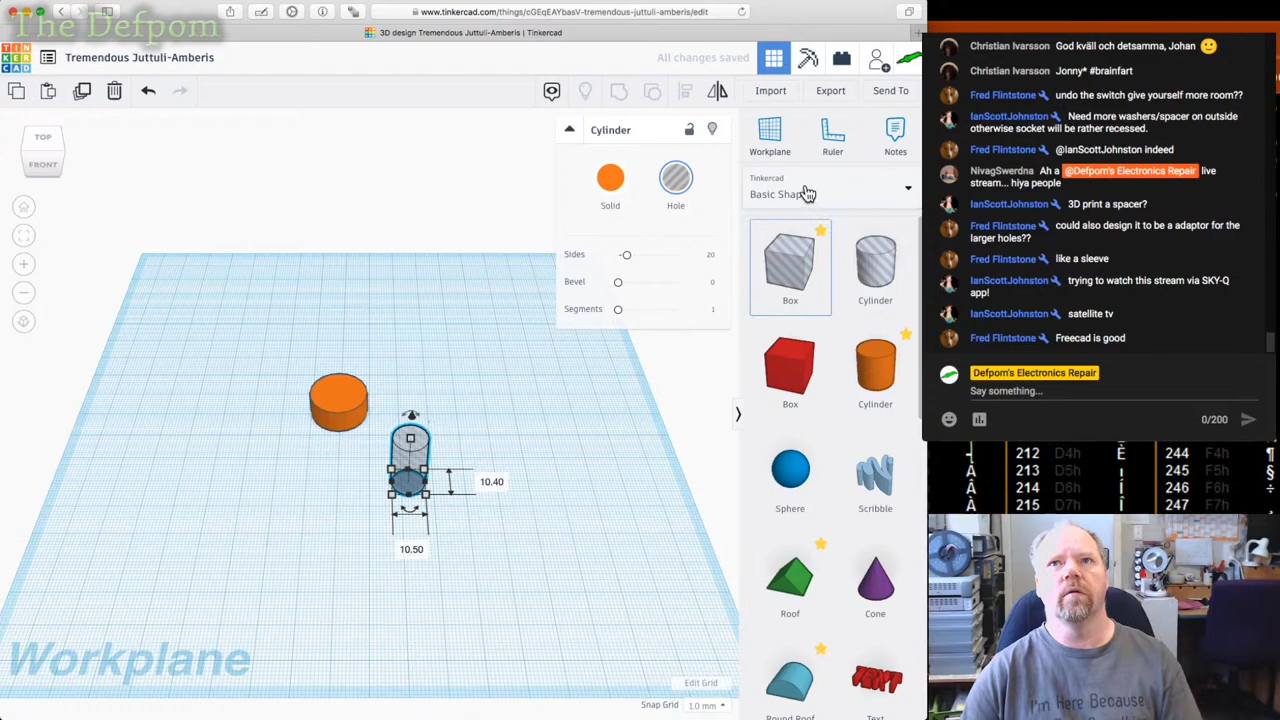 The Defpom
www.tinkercad.com/things/cGEqEAYbasV-tremendous-juttuli-amberis/edit
3D design Tremendous Juttuli-Amberis | Tinkercad
TIN
KER
CAD
Tremendous Juttuli-Amberis
All changes saved
Import
Export
Send To
TOP
FRONT
Cylinder
Solid
Hole
Sides
20
Bevel
0
Segments
1
Workplane
Ruler
Notes
Tinkercad
Basic Shap
Box
Cylinder
Box
Cylinder
Sphere
Scribble
Roof
Cone
Round Roof
TEXT
Text
10.40
10.50
Workplane
Edit Grid
Snap Grid
1.0 mm
Christian Ivarsson God kväll och detsamma, Johan
Christian Ivarsson Jonny* #brainfart
Fred Flintstone undo the switch give yourself more room??
IanScottJohnston Need more washers/spacer on outside
otherwise socket will be rather recessed.
Fred Flintstone @IanScottJohnston indeed
NivagSwerdna Ah a @Defpom's Electronics Repair live
stream... hiya people
IanScottJohnston 3D print a spacer?
Fred Flintstone could also design it to be a adaptor for the
larger holes??
Fred Flintstone like a sleeve
IanScottJohnston trying to watch this stream via SKY-Q
app!
IanScottJohnston satellite tv
Fred Flintstone Freecad is good
Defpom's Electronics Repair
Say something...
0/200
212 D4h È 244 F4h ¶
Â 213 D5h 245 F5h §
Ä 214 D6h Ê 246 F6h ÷
À 215 D7h 247 F7h
I'm Here Because